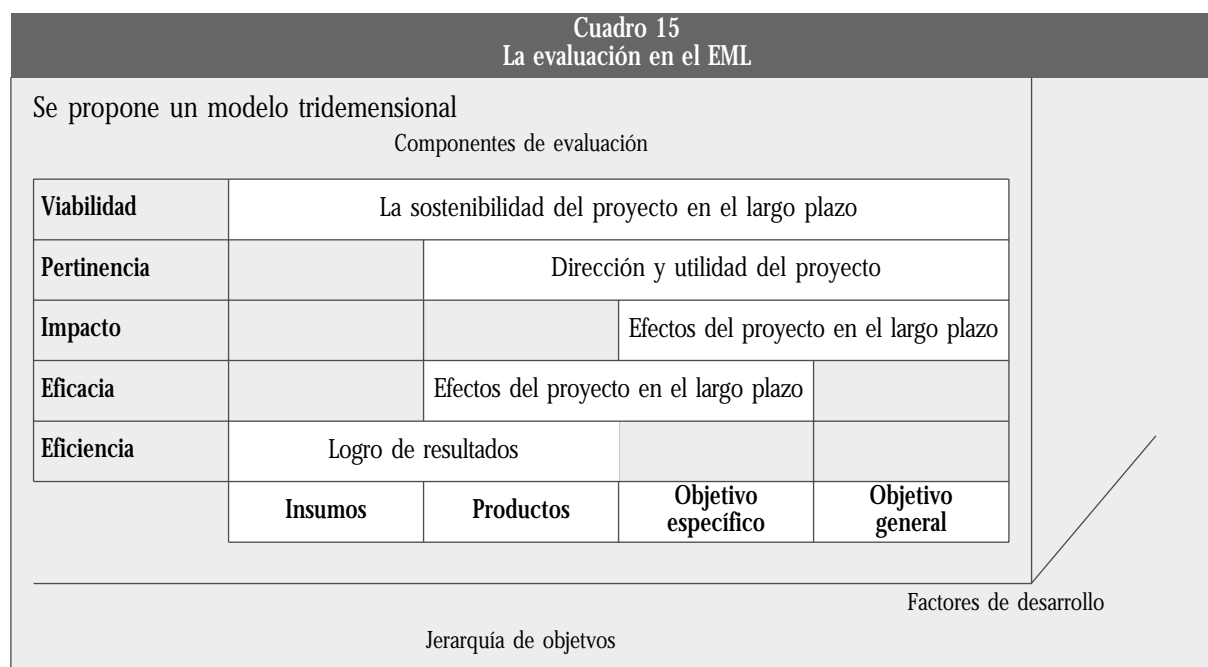 Cuadro 15
La evaluación en el EML
Se propone un modelo tridemensional
Componentes de evaluación
Viabilidad
La sostenibilidad del proyecto en el largo plazo
Pertinencia
Dirección y utilidad del proyecto
Impacto
Efectos del proyecto en el largo plazo
Eficacia
Efectos del proyecto en el largo plazo
Eficiencia
Logro de resultados
Insumos
Productos
Objetivo
específico
Objetivo
general
Factores de desarrollo
Jerarquía de objetvos